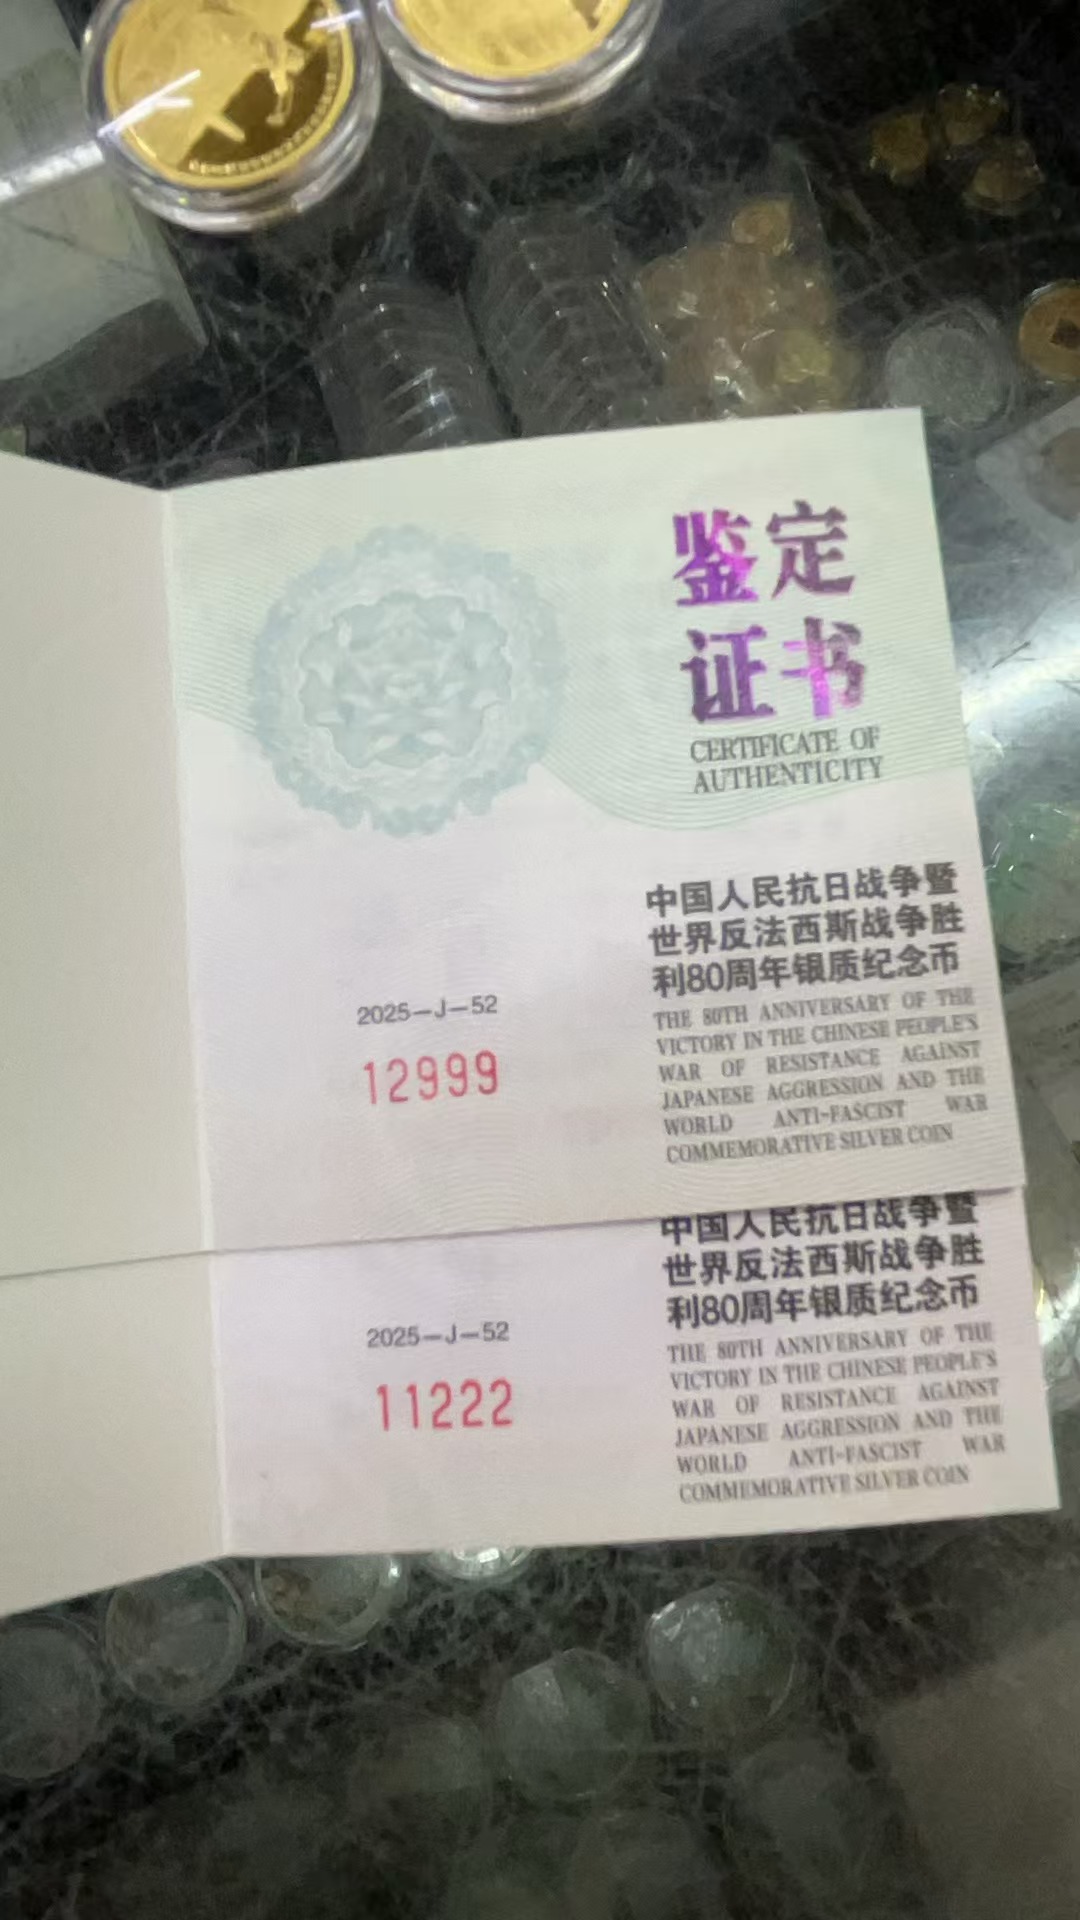 鉴定
证书
CERTIFICATE OF
AUTHENTICITY
中国人民抗日战争暨
世界反法西斯战争胜
利80周年银质纪念币
THE 80TH ANNIVERSARY OF THE
VICTORY IN THE CHINESE PEOPLE'S
WAR OF RESISTANCE AGAINST
JAPANESE AGGRESSION AND THE
WORLD ANTI-FASCIST WAR
COMMEMORATIVE SILVER COIN
2025-J-52
12999
中国人民抗日战争暨
世界反法西斯战争胜
利80周年银质纪念币
THE 80TH ANNIVERSARY OF THE
VICTORY IN THE CHINESE PEOPLE'S
WAR OF RESISTANCE AGAINST
JAPANESE AGGRESSION AND THE
WORLD ANTI-FASCIST WAR
COMMEMORATIVE SILVER COIN
2025-J-52
11222